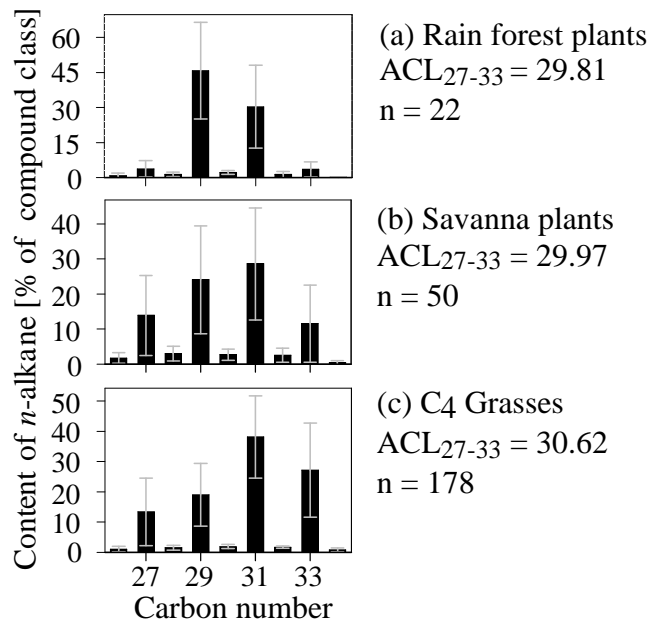 Content of n-alkane [% of compound class]
60
45
30
15
0
(a) Rain forest plants
ACL27-33 = 29.81
n = 22
40
30
20
10
0
(b) Savanna plants
ACL27-33 = 29.97
n = 50
50
40
30
20
10
0
(c) C4 Grasses
ACL27-33 = 30.62
n = 178
27 29 31 33
Carbon number